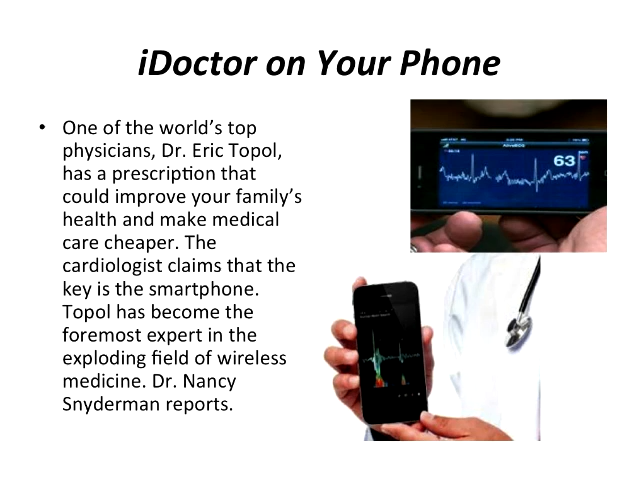 iDoctor on Your Phone
• One of the world’s top
physicians, Dr. Eric Topol,
has a prescription that
could improve your family’s
health and make medical
care cheaper. The
cardiologist claims that the
key is the smartphone.
Topol has become the
foremost expert in the
exploding field of wireless
medicine. Dr. Nancy
Snyderman reports.
63